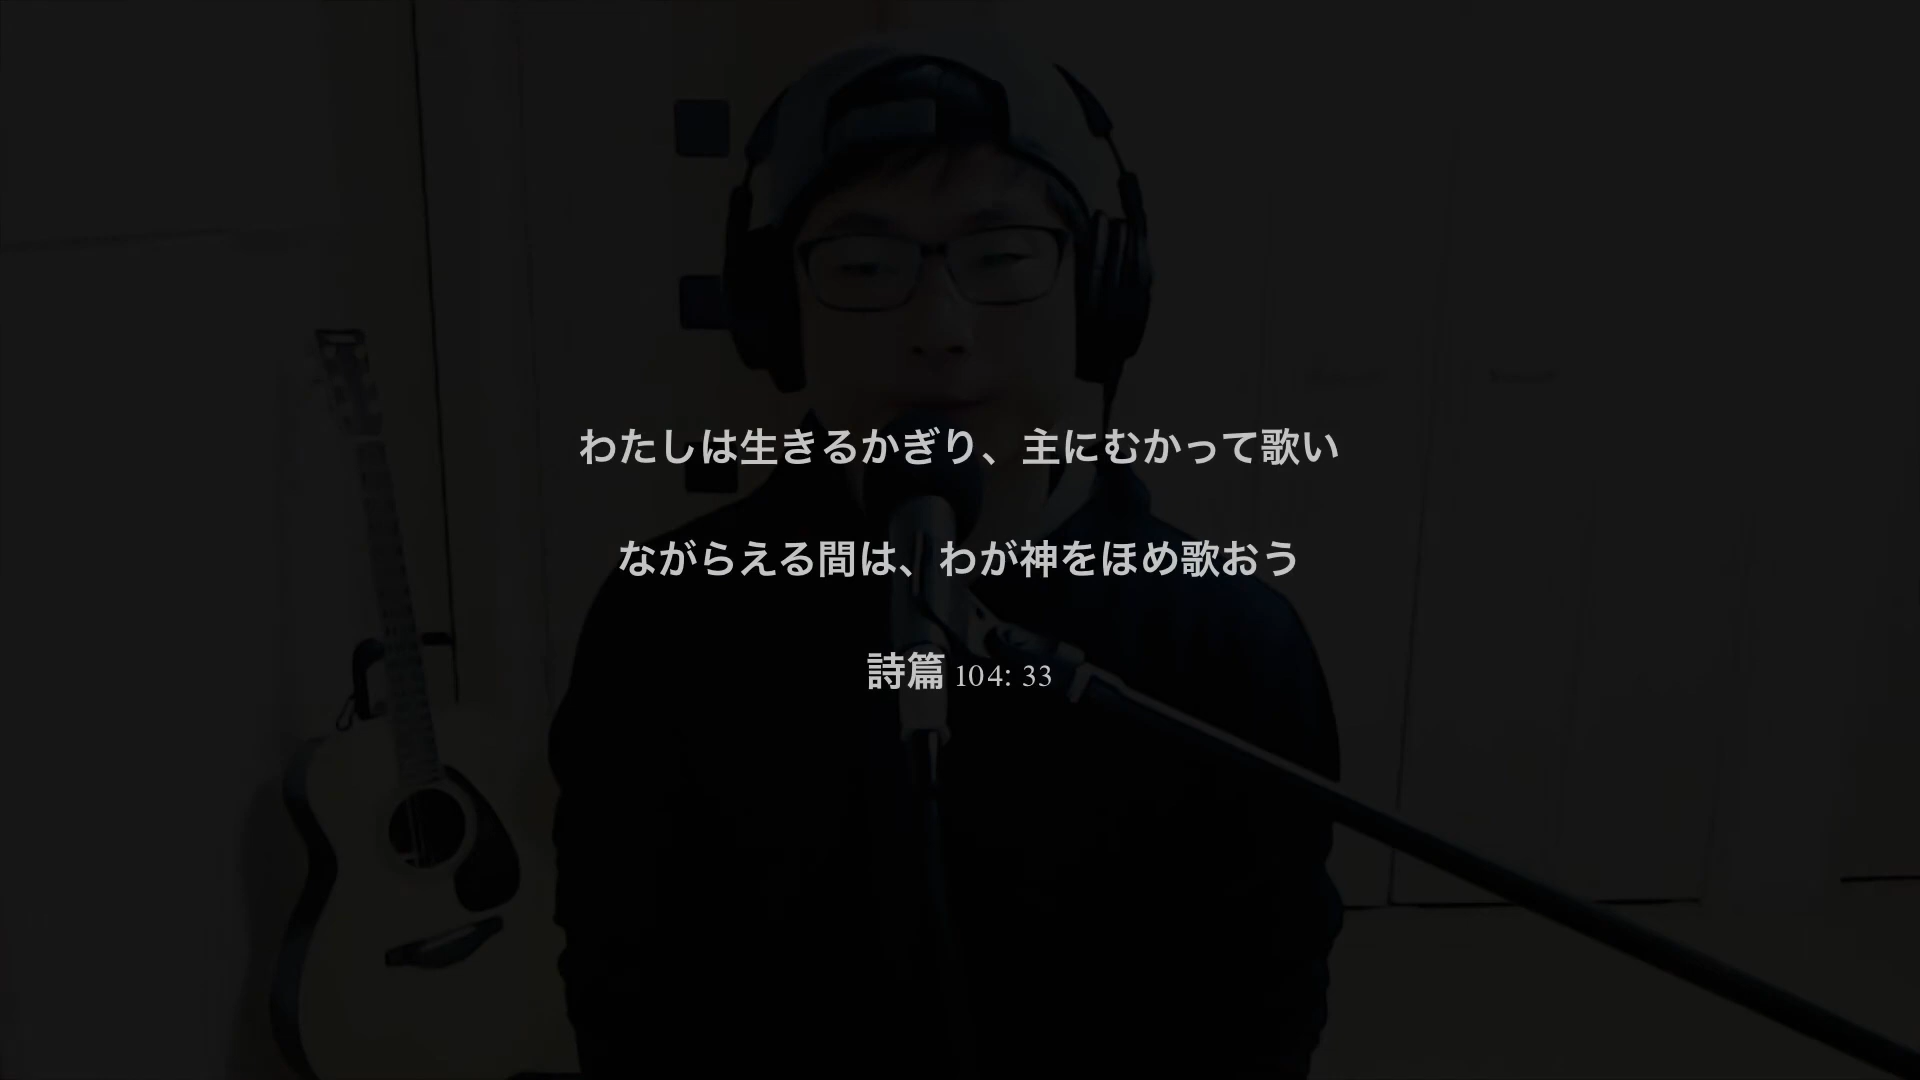 わたしは生きるかぎり、主にむかって歌い
ながらえる間は、わが神をほめ歌おう
詩篇 104: 33